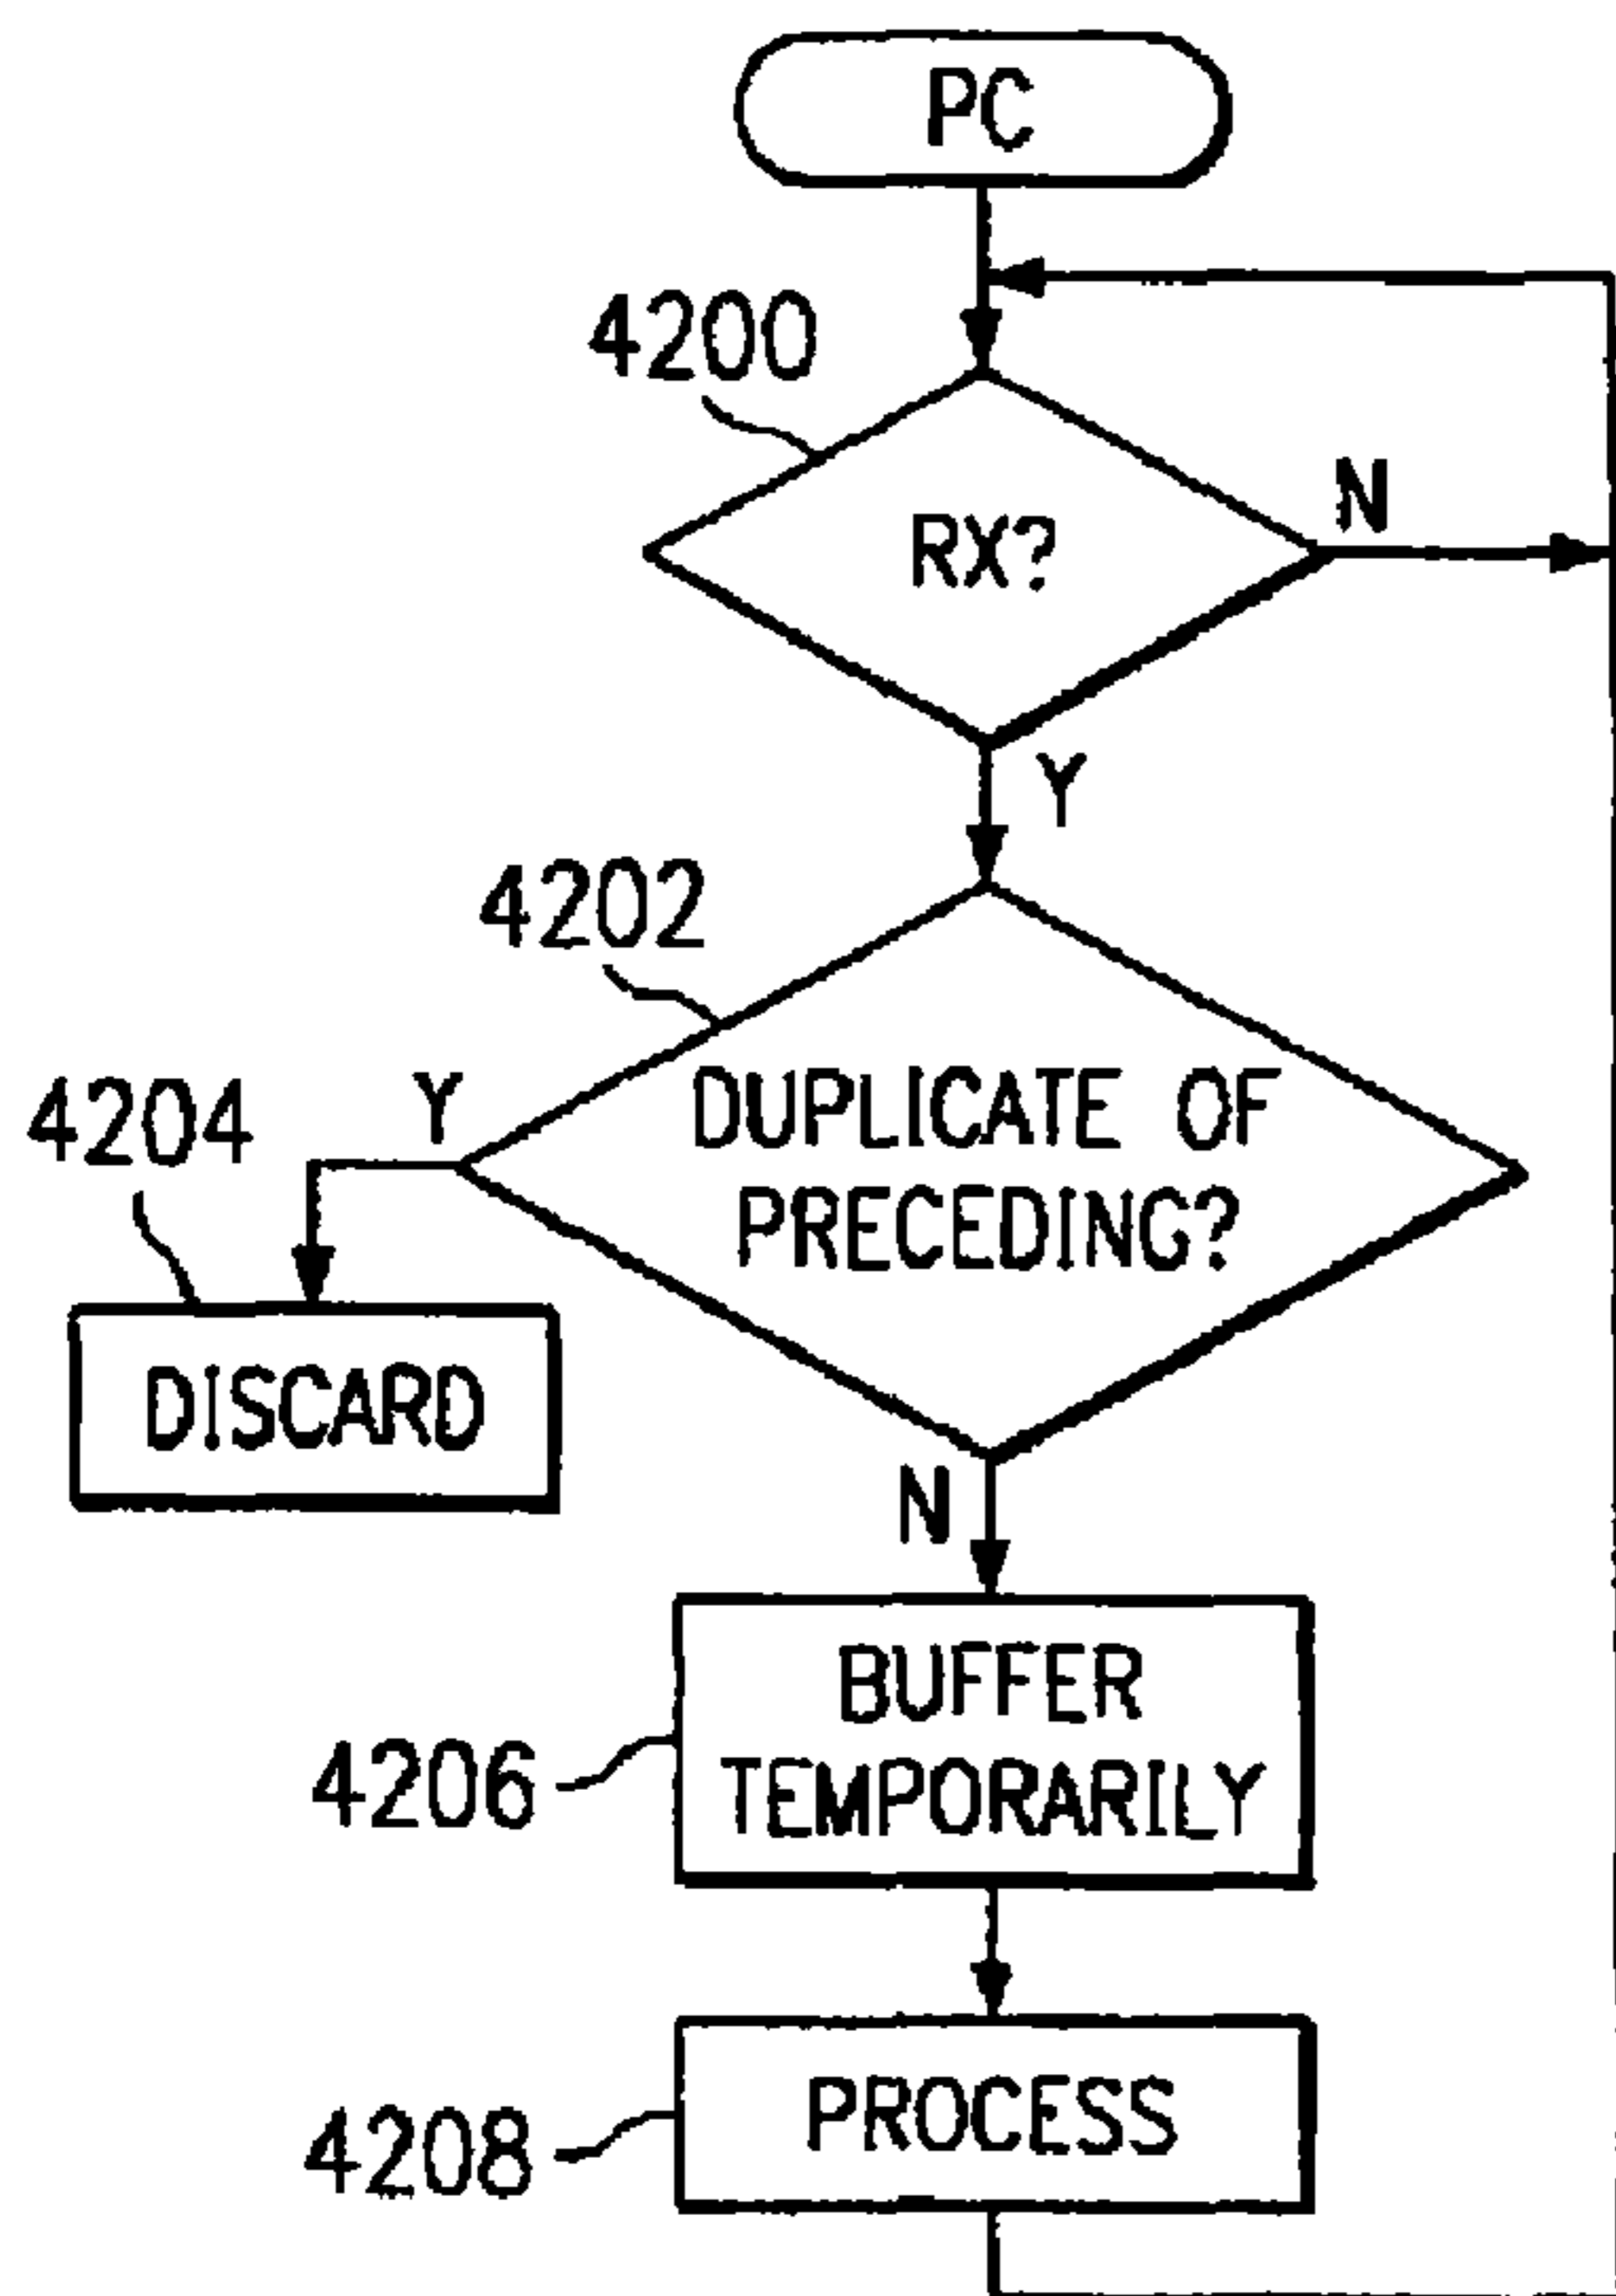 PC
4200
RX?
N
Y
4202
4204
Y
DUPLICATE OF
PRECEDING?
DISCARD
N
BUFFER
TEMPORARILY
4206
PROCESS
4208